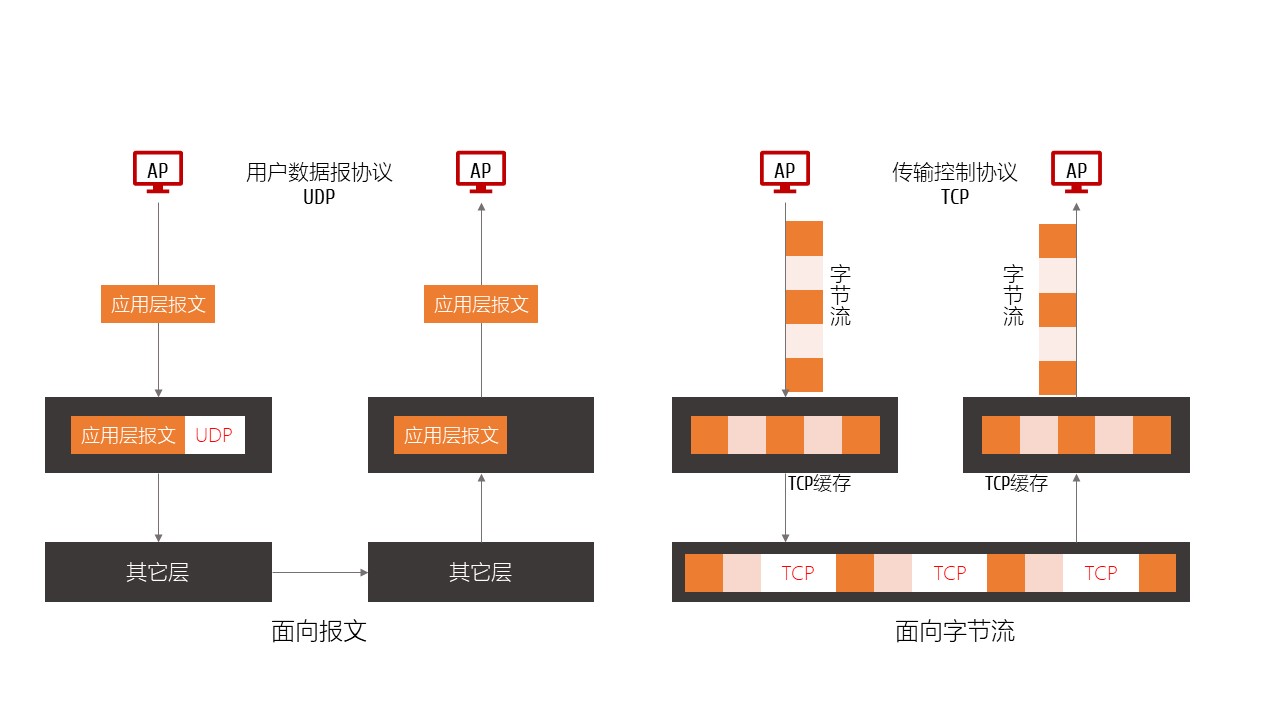 AP
用户数据报协议
UDP
AP
应用层报文
应用层报文
应用层报文
UDP
应用层报文
其它层
其它层
面向报文
AP
传输控制协议
TCP
AP
字节流
字节流
TCP缓存
TCP缓存
TCP
TCP
TCP
面向字节流